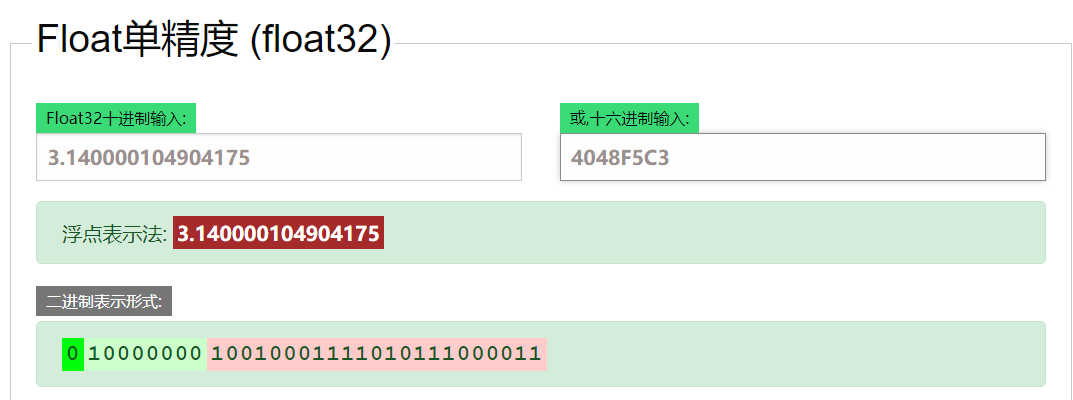 Float单精度 (float32)
Float32十进制输入:
或,十六进制输入:
3.140000104904175
4048F5C3
浮点表示法: 3.140000104904175
二进制表示形式:
0 10000000 10010001111010111000011